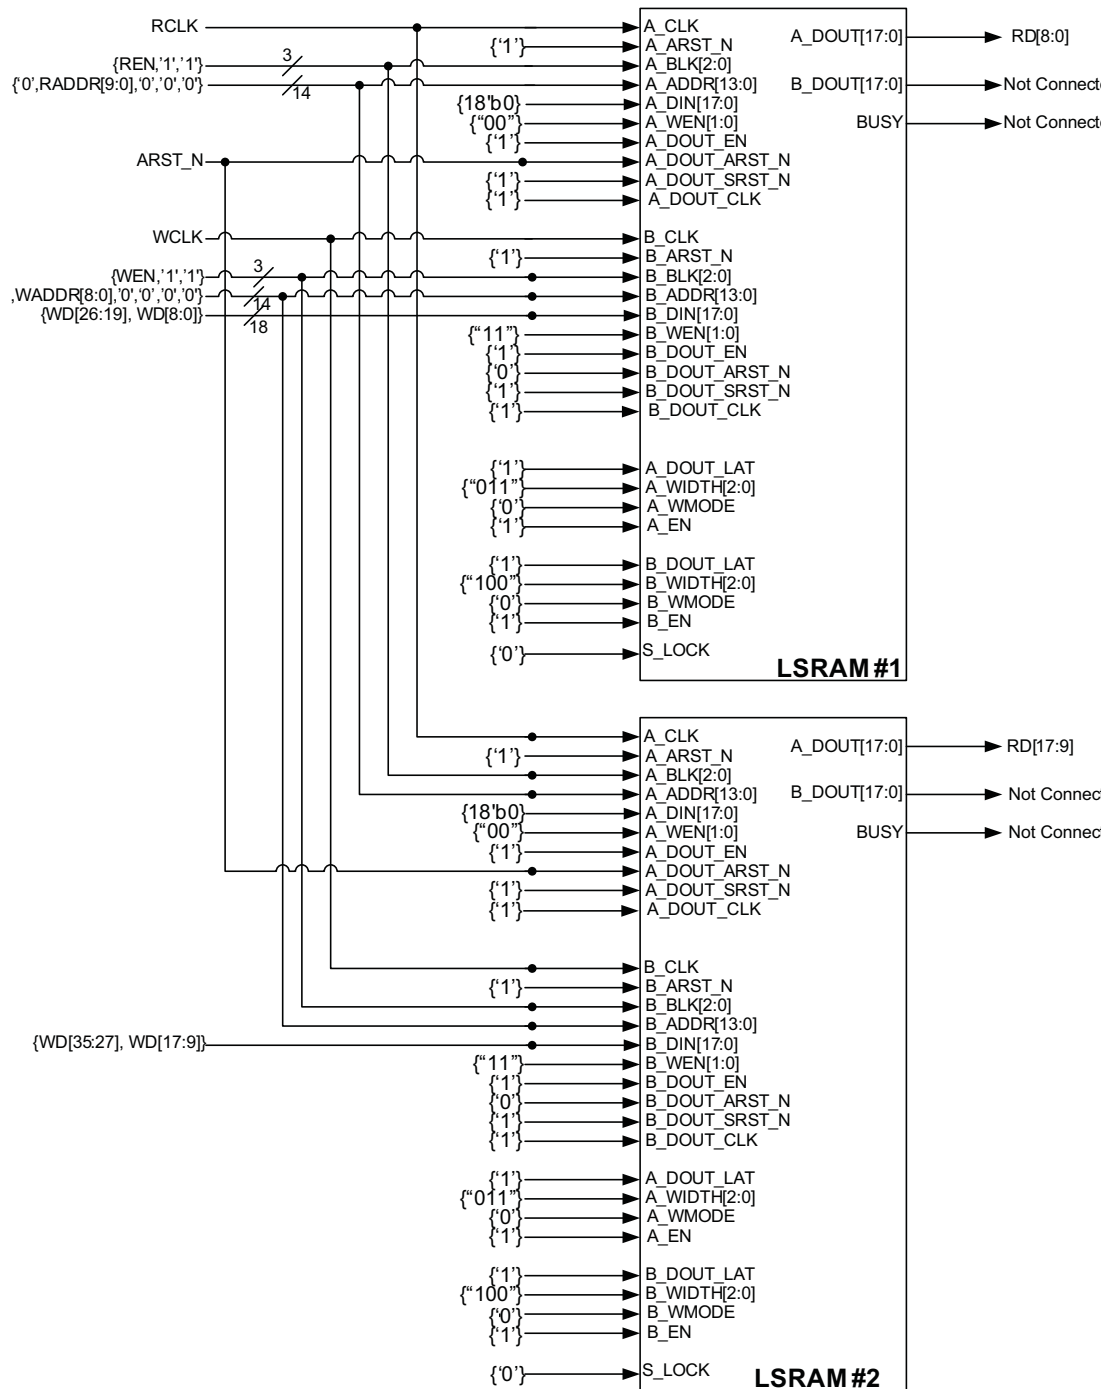 RCLK
{'1'}
{REN,'1','1'}
3
{'0',RADDR[9:0],'0','0','0'}
14
{18'b0}
{"00"}
{'1'}
ARST_N
{'1'}
{'1'}
WCLK
{'1'}
{WEN,'1','1'}
3
,WADDR[8:0],'0','0','0','0'}
14
{WD[26:19], WD[8:0]}
18
{"11"}
{'1'}
{'0'}
{'1'}
{'1'}
{'1'}
{"011"}
{'0'}
{'1'}
{'1'}
{"100"}
{'0'}
{'1'}
{'0'}
A_CLK
A_ARST_N
A_BLK[2:0]
A_ADDR[13:0]
A_DIN[17:0]
A_WEN[1:0]
A_DOUT_EN
A_DOUT_ARST_N
A_DOUT_SRST_N
A_DOUT_CLK
B_CLK
B_ARST_N
B_BLK[2:0]
B_ADDR[13:0]
B_DIN[17:0]
B_WEN[1:0]
B_DOUT_EN
B_DOUT_ARST_N
B_DOUT_SRST_N
B_DOUT_CLK
A_DOUT_LAT
A_WIDTH[2:0]
A_WMODE
A_EN
B_DOUT_LAT
B_WIDTH[2:0]
B_WMODE
B_EN
S_LOCK
A_DOUT[17:0]
RD[8:0]
B_DOUT[17:0]
Not
BUSY
Not
LSRAM #1
{'1'}
{18'b0}
{"00"}
{'1'}
{'1'}
{'1'}
{'1'}
{WD[35:27], WD[17:9]}
{"11"}
{'1'}
{'0'}
{'1'}
{'1'}
{'1'}
{"011"}
{'0'}
{'1'}
{'1'}
{"100"}
{'0'}
{'1'}
{'0'}
A_CLK
A_ARST_N
A_BLK[2:0]
A_ADDR[13:0]
A_DIN[17:0]
A_WEN[1:0]
A_DOUT_EN
A_DOUT_ARST_N
A_DOUT_SRST_N
A_DOUT_CLK
B_CLK
B_ARST_N
B_BLK[2:0]
B_ADDR[13:0]
B_DIN[17:0]
B_WEN[1:0]
B_DOUT_EN
B_DOUT_ARST_N
B_DOUT_SRST_N
B_DOUT_CLK
A_DOUT_LAT
A_WIDTH[2:0]
A_WMODE
A_EN
B_DOUT_LAT
B_WIDTH[2:0]
B_WMODE
B_EN
S_LOCK
A_DOUT[17:0]
RD[17:9]
B_DOUT[17:0]
Not
BUSY
Not
LSRAM #2